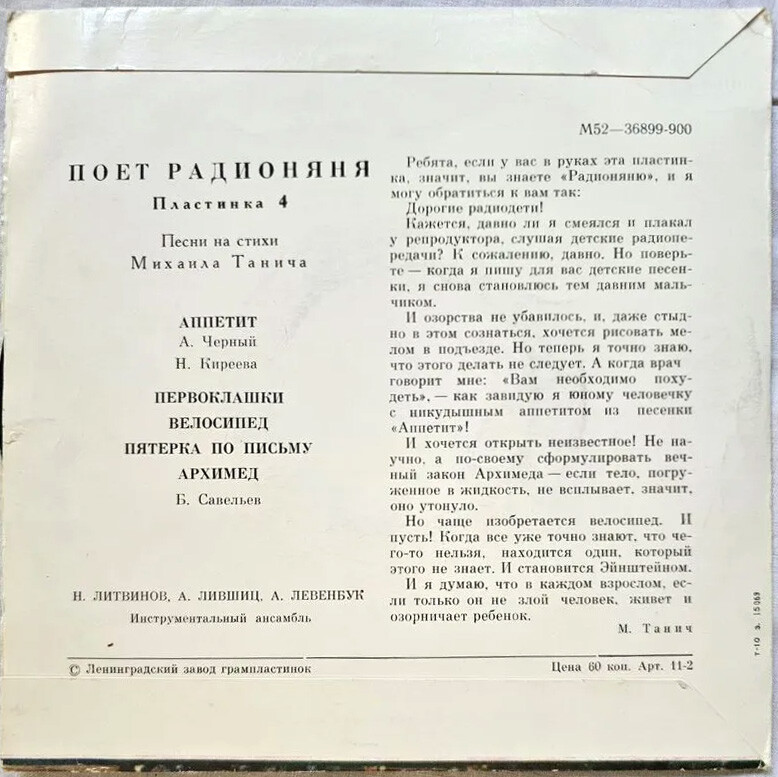 М52—36899-900
ПОЕТ РАДИОНЯНЯ
Пластинка 4
Песни на стихи
Михаила Танича
АППЕТИТ
А. Черный
Н. Киреева
ПЕРВОКЛАШКИ
ВЕЛОСИПЕД
ПЯТЕРКА ПО ПИСЬМУ
АРХИМЕД
Б. Савельев
Н. ЛИТВИНОВ, А. ЛИВШИЦ, А. ЛЕВЕНБУК
Инструментальный ансамбль
Ребята, если у вас в руках эта пластин-
ка, значит, вы знаете «Радионяню», и я
могу обратиться к вам так:
Дорогие радиодети!
Кажется, давно ли я смеялся и плакал
у репродуктора, слушая детские радиопе-
редачи? К сожалению, давно. Но поверь-
те — когда я пишу для вас детские песен-
ки, я снова становлюсь тем давним маль-
чиком.
И озорства не убавилось, и, даже стыд-
но в этом сознаться, хочется рисовать ме-
лом в подъезде. Но теперь я точно знаю,
что этого делать не следует. А когда врач
говорит мне: «Вам необходимо поху-
деть», — как завидую я юному человечку
с никудышным аппетитом из песенки
«Аппетит»!
И хочется открыть неизвестное! Не на-
учно, а по-своему сформулировать веч-
ный закон Архимеда — если тело, погру-
женное в жидкость, не всплывает, значит,
оно утонуло.
Но чаще изобретается велосипед. И
пусть! Когда все уже точно знают, что че-
го-то нельзя, находится один, который
этого не знает. И становится Эйнштейном.
И я думаю, что в каждом взрослом, ес-
ли только он не злой человек, живет и
озорничает ребенок.
М. Танич
© Ленинградский завод грампластинок
Цена 60 коп. Арт. 11-2
Т-10 з. 15069